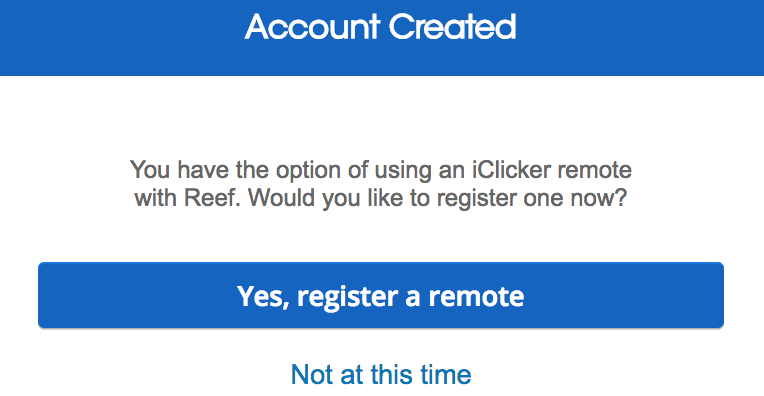 Account Created
You have the option of using an iClicker remote
with Reef. Would you like to register one now?
Yes, register a remote
Not at this time